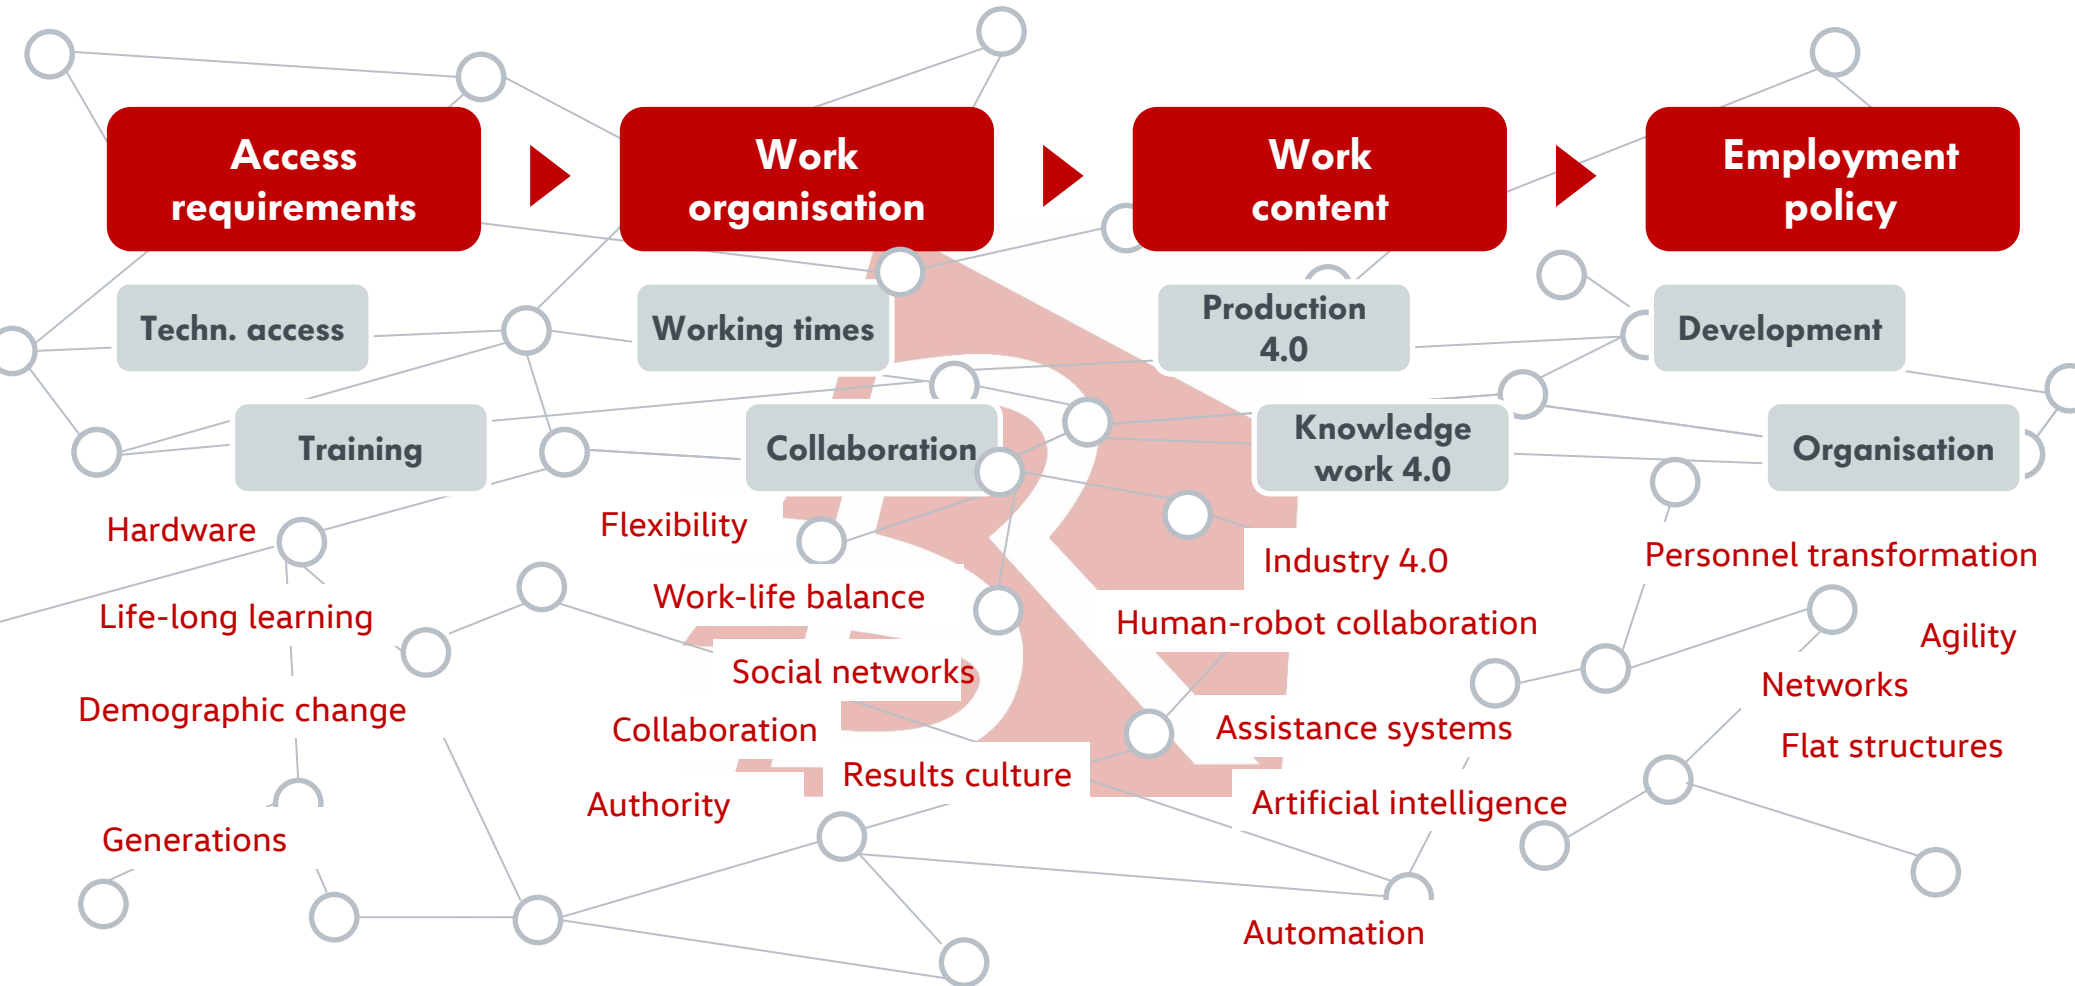 Access
requirements
Work
organisation
Work
content
Employment
policy
Techn. access
Working times
Production
4.0
Development
Training
Collaboration
Knowledge
work 4.0
Organisation
Hardware
Life-long learning
Demographic change
Generations
Flexibility
Work-life balance
Social networks
Collaboration
Results culture
Authority
Industry 4.0
Human-robot collaboration
Assistance systems
Artificial intelligence
Automation
Personnel transformation
Agility
Networks
Flat structures